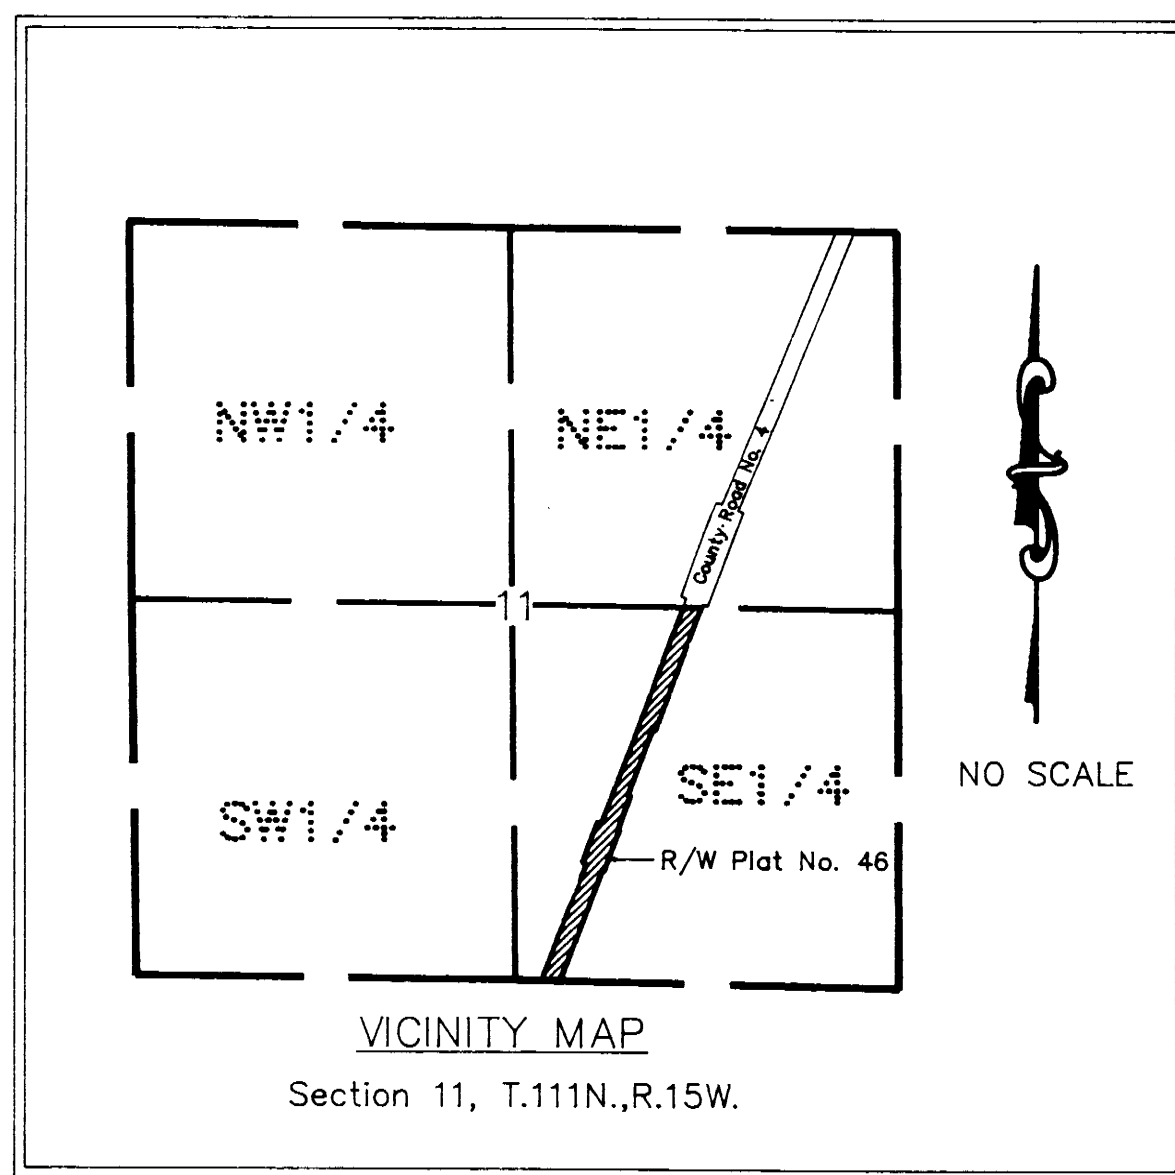 NW1/4
NE1/4
County Road No. 4
11
SW1/4
SE1/4
R/W Plat No. 46
NO SCALE
VICINITY MAP
Section 11, T.111N.,R.15W.